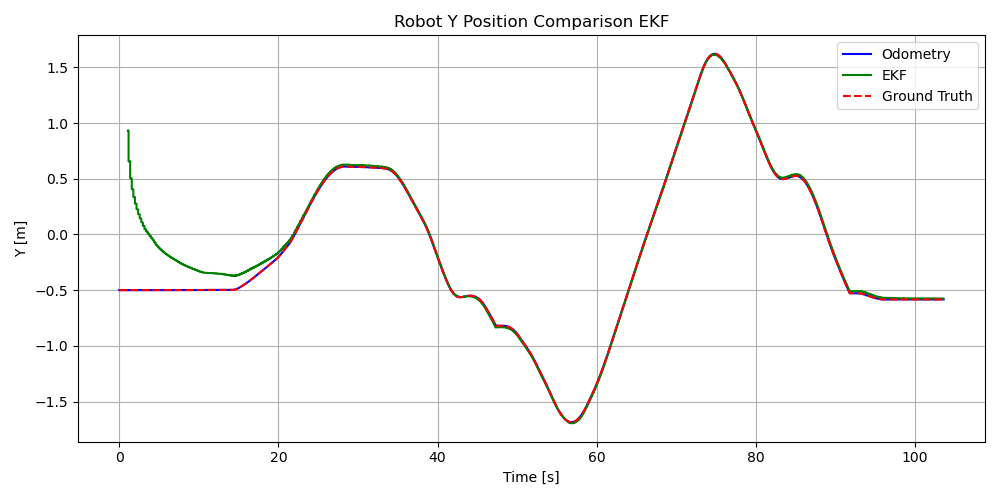 Robot Y Position Comparison EKF
Odometry
EKF
Ground Truth
Y [m]
1.5
1.0
0.5
0.0
−0.5
−1.0
−1.5
0 20 40 60 80 100
Time [s]